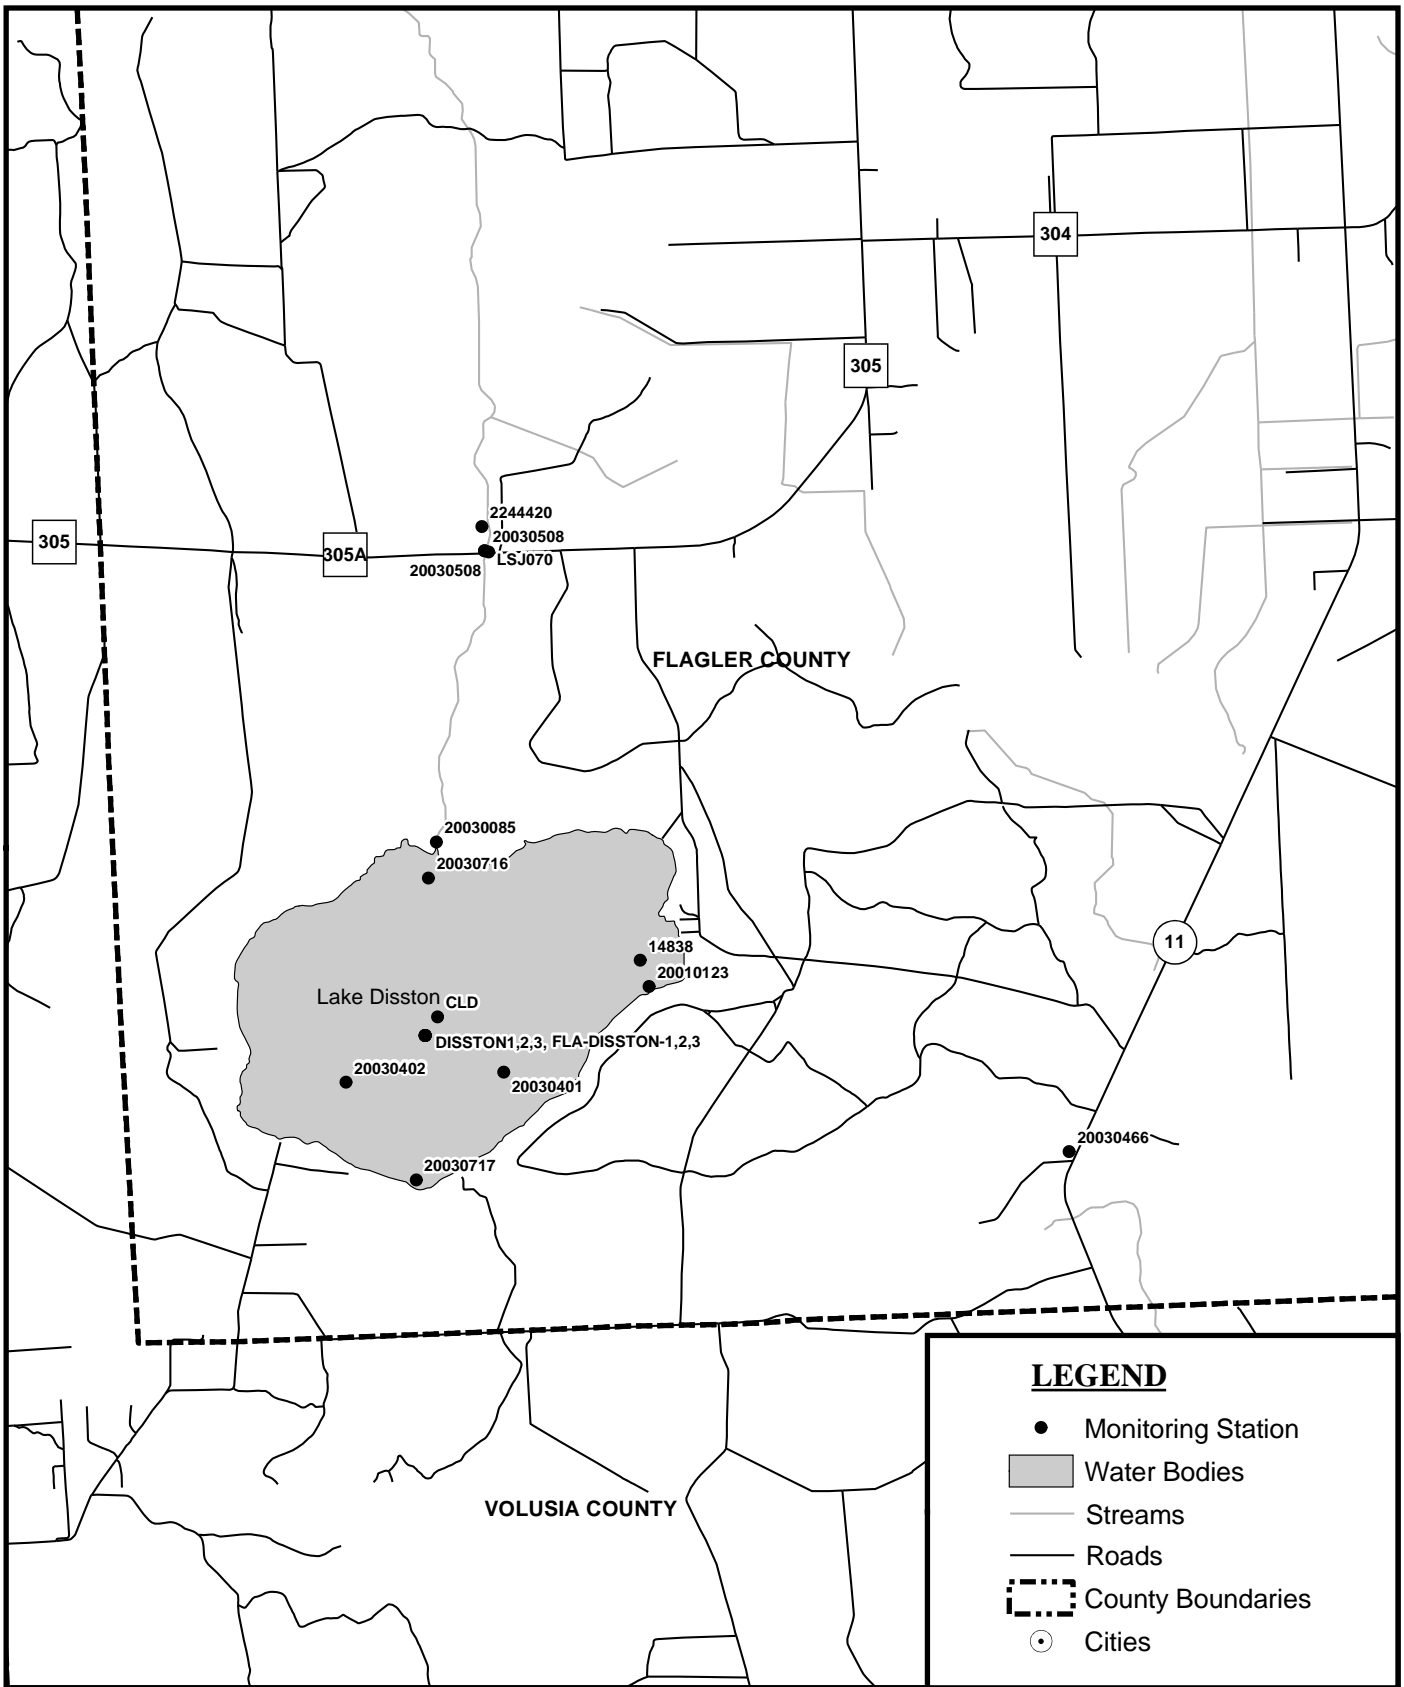 304
305
2244420
20030508
305
305A
LSJ070
20030508
FLAGLER COUNTY
20030085
20030716
11
14838
20010123
Lake Disston
CLD
DISSTON1,2,3, FLA-DISSTON-1,2,3
20030402
20030401
20030466
20030717
LEGEND
Monitoring Station
Water Bodies
VOLUSIA COUNTY
Streams
Roads
County Boundaries
Cities